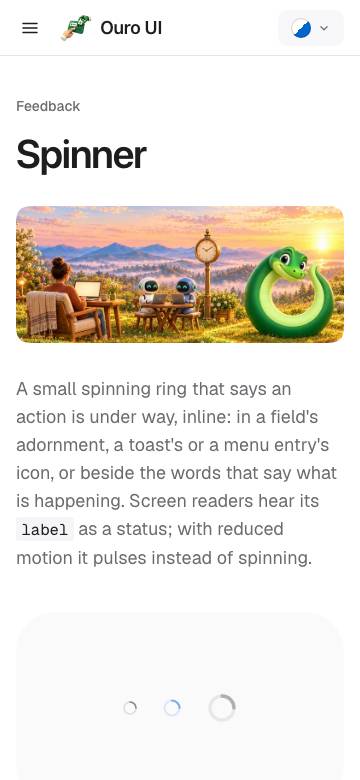 Ouro UI
Feedback
Spinner
A small spinning ring that says an
action is under way, inline: in a field's
adornment, a toast's or a menu entry's
icon, or beside the words that say what
is happening. Screen readers hear its
label as a status; with reduced
motion it pulses instead of spinning.